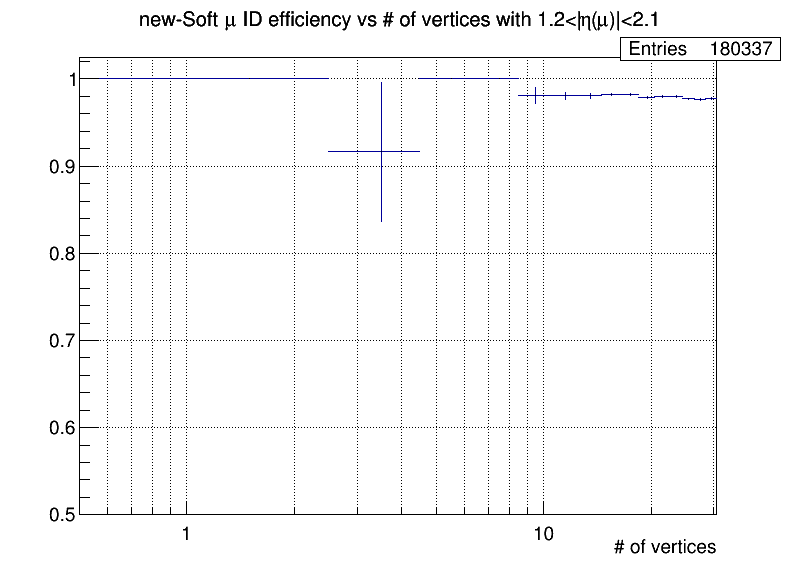 new-Soft μ ID efficiency vs # of vertices with 1.2<|η(μ)|<2.1
Entries 180337
1
0.9
0.8
0.7
0.6
0.5
1
10
# of vertices